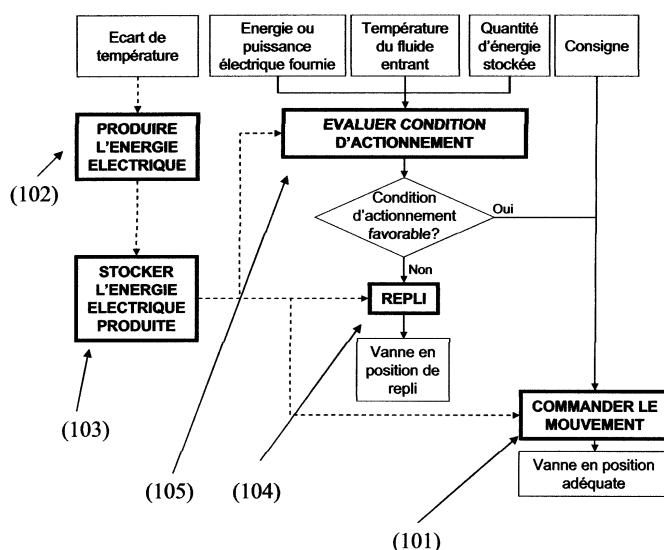 Ecart de
température
Energie ou
puissance
électrique fournie
Température
du fluide
entrant
Quantité
d'énergie
stockée
Consigne
PRODUIRE
L'ENERGIE
ELECTRIQUE
EVALUER CONDITION
D'ACTIONNEMENT
(102)
Condition
d'actionnement
favorable?
Oui
Non
STOCKER
L'ENERGIE
ELECTRIQUE
PRODUITE
REPLI
Vanne en
position de
repli
(103)
COMMANDER LE
MOUVEMENT
Vanne en position
adéquate
(105)
(104)
(101)